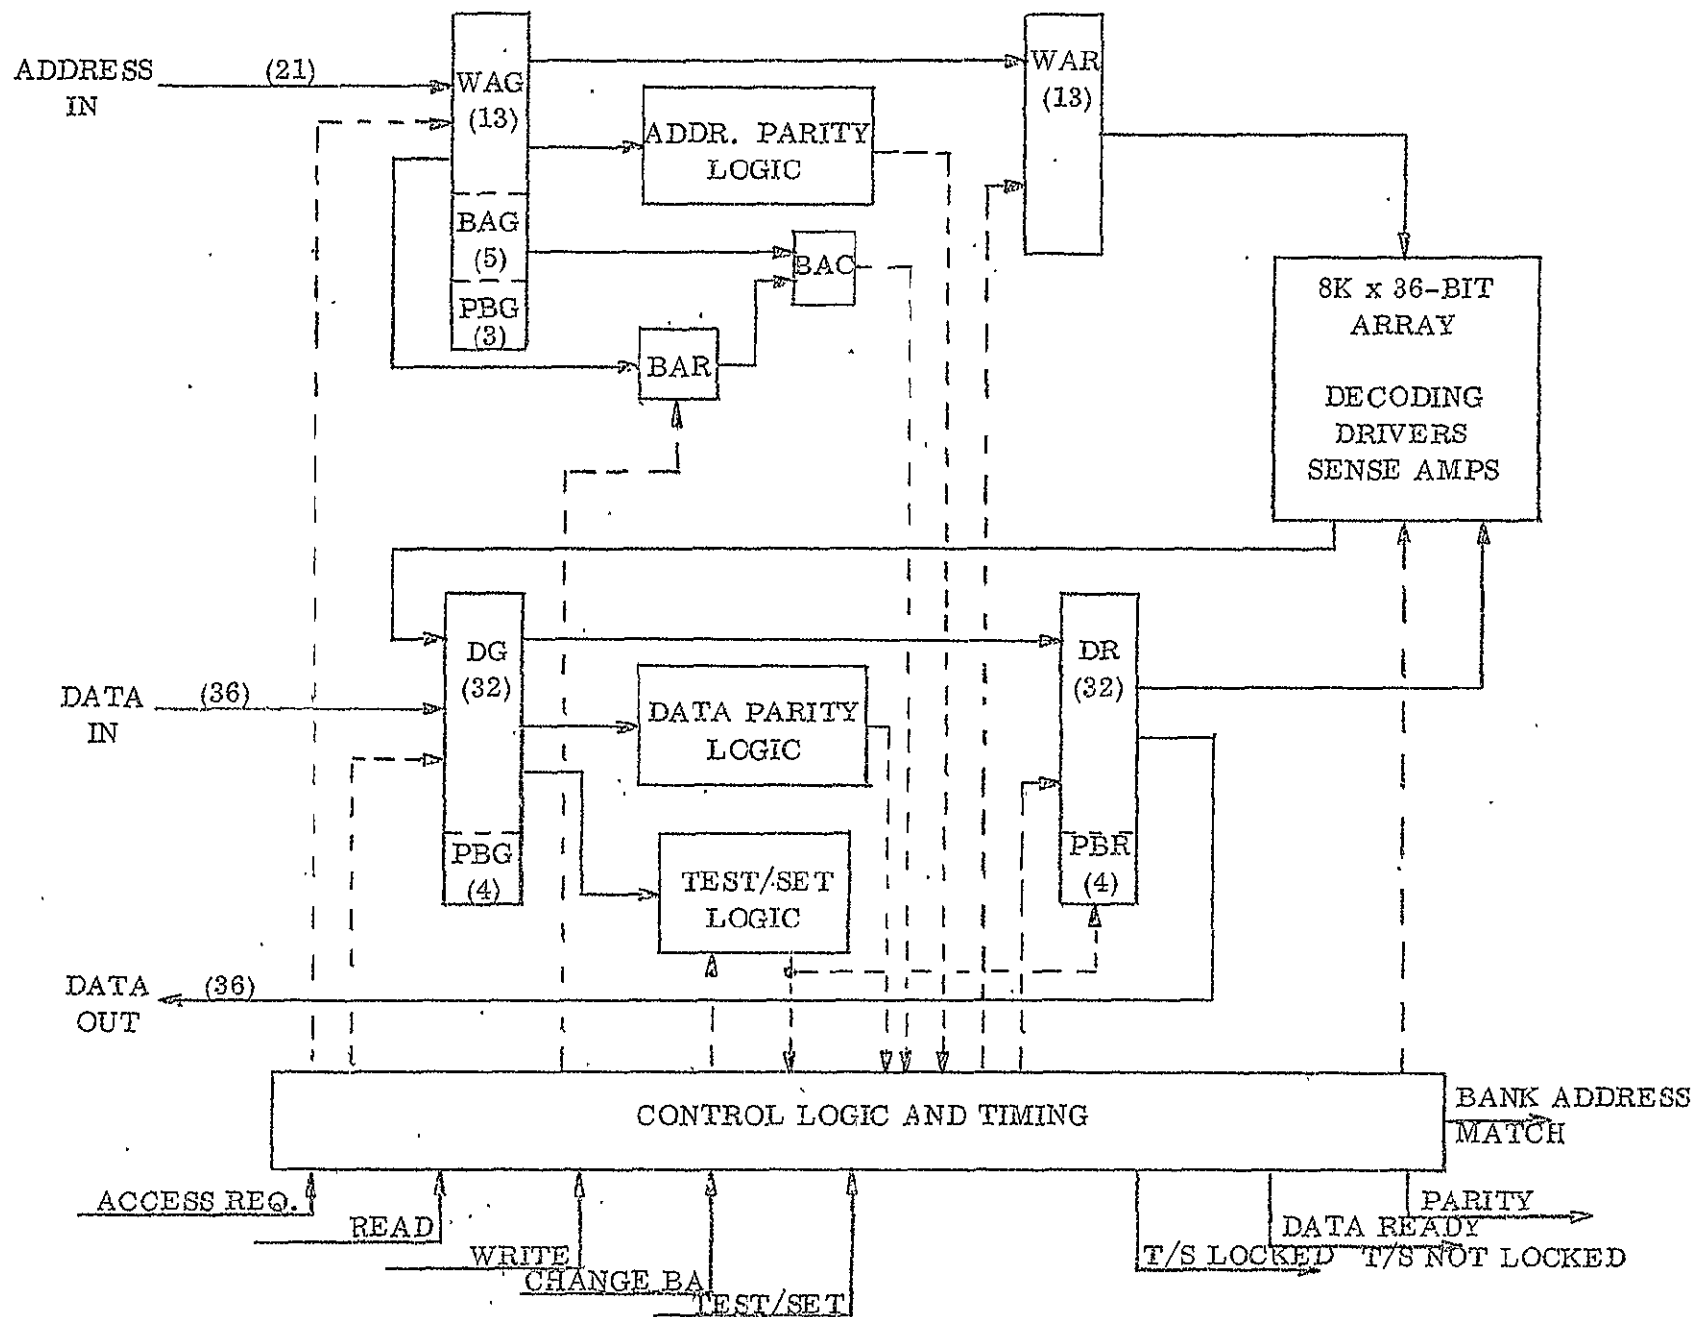 ADDRESS
IN
(21)
WAG
(13)
BAG
(5)
PBG
(3)
ADDR. PARITY
LOGIC
BAC
BAR
WAR
(13)
8K x 36-BIT
ARRAY
DECODING
DRIVERS
SENSE AMPS
DATA
IN
(36)
DG
(32)
PBG
(4)
DATA PARITY
LOGIC
TEST/SET
LOGIC
DR
(32)
PBR
(4)
DATA
OUT
(36)
CONTROL LOGIC AND TIMING
BANK ADDRESS
MATCH
ACCESS REQ.
READ
WRITE
CHANGE BA
TEST/SET
PARITY
DATA READY
T/S LOCKED
T/S NOT LOCKED